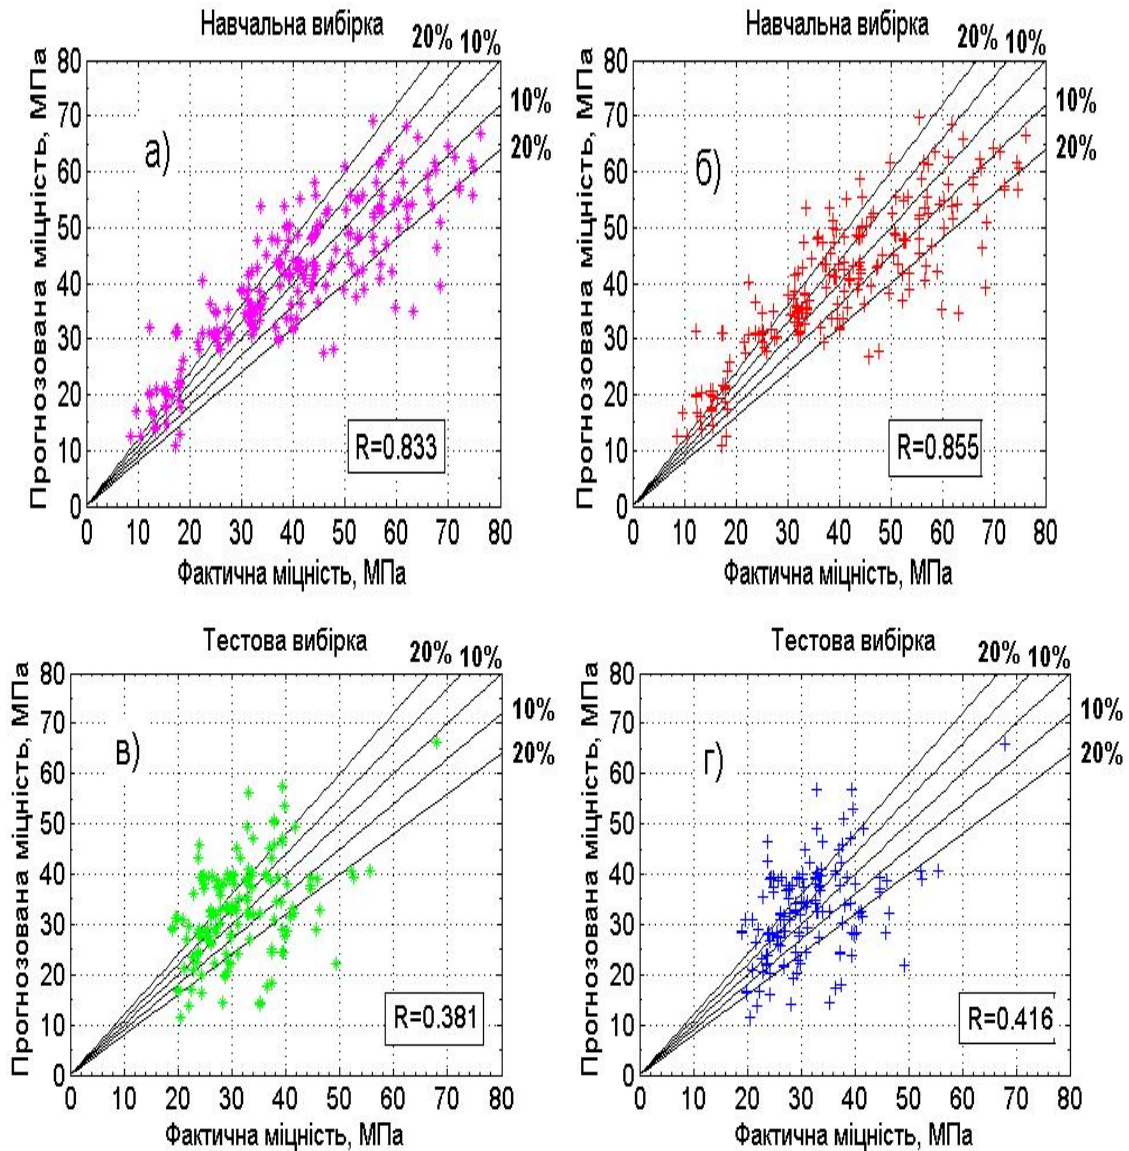 Навчальна вибірка
20% 10%
80
70
60
50
40
30
20
10
0
Прогнозована міцність, МПа
а)
10%
20%
R=0.833
0 10 20 30 40 50 60 70 80
Фактична міцність, МПа
Навчальна вибірка
20% 10%
80
70
60
50
40
30
20
10
0
Прогнозована міцність, МПа
б)
10%
20%
R=0.855
0 10 20 30 40 50 60 70 80
Фактична міцність, МПа
Тестова вибірка
20% 10%
80
70
60
50
40
30
20
10
0
Прогнозована міцність, МПа
в)
10%
20%
R=0.381
0 10 20 30 40 50 60 70 80
Фактична міцність, МПа
Тестова вибірка
20% 10%
80
70
60
50
40
30
20
10
0
Прогнозована міцність, МПа
г)
10%
20%
R=0.416
0 10 20 30 40 50 60 70 80
Фактична міцність, МПа